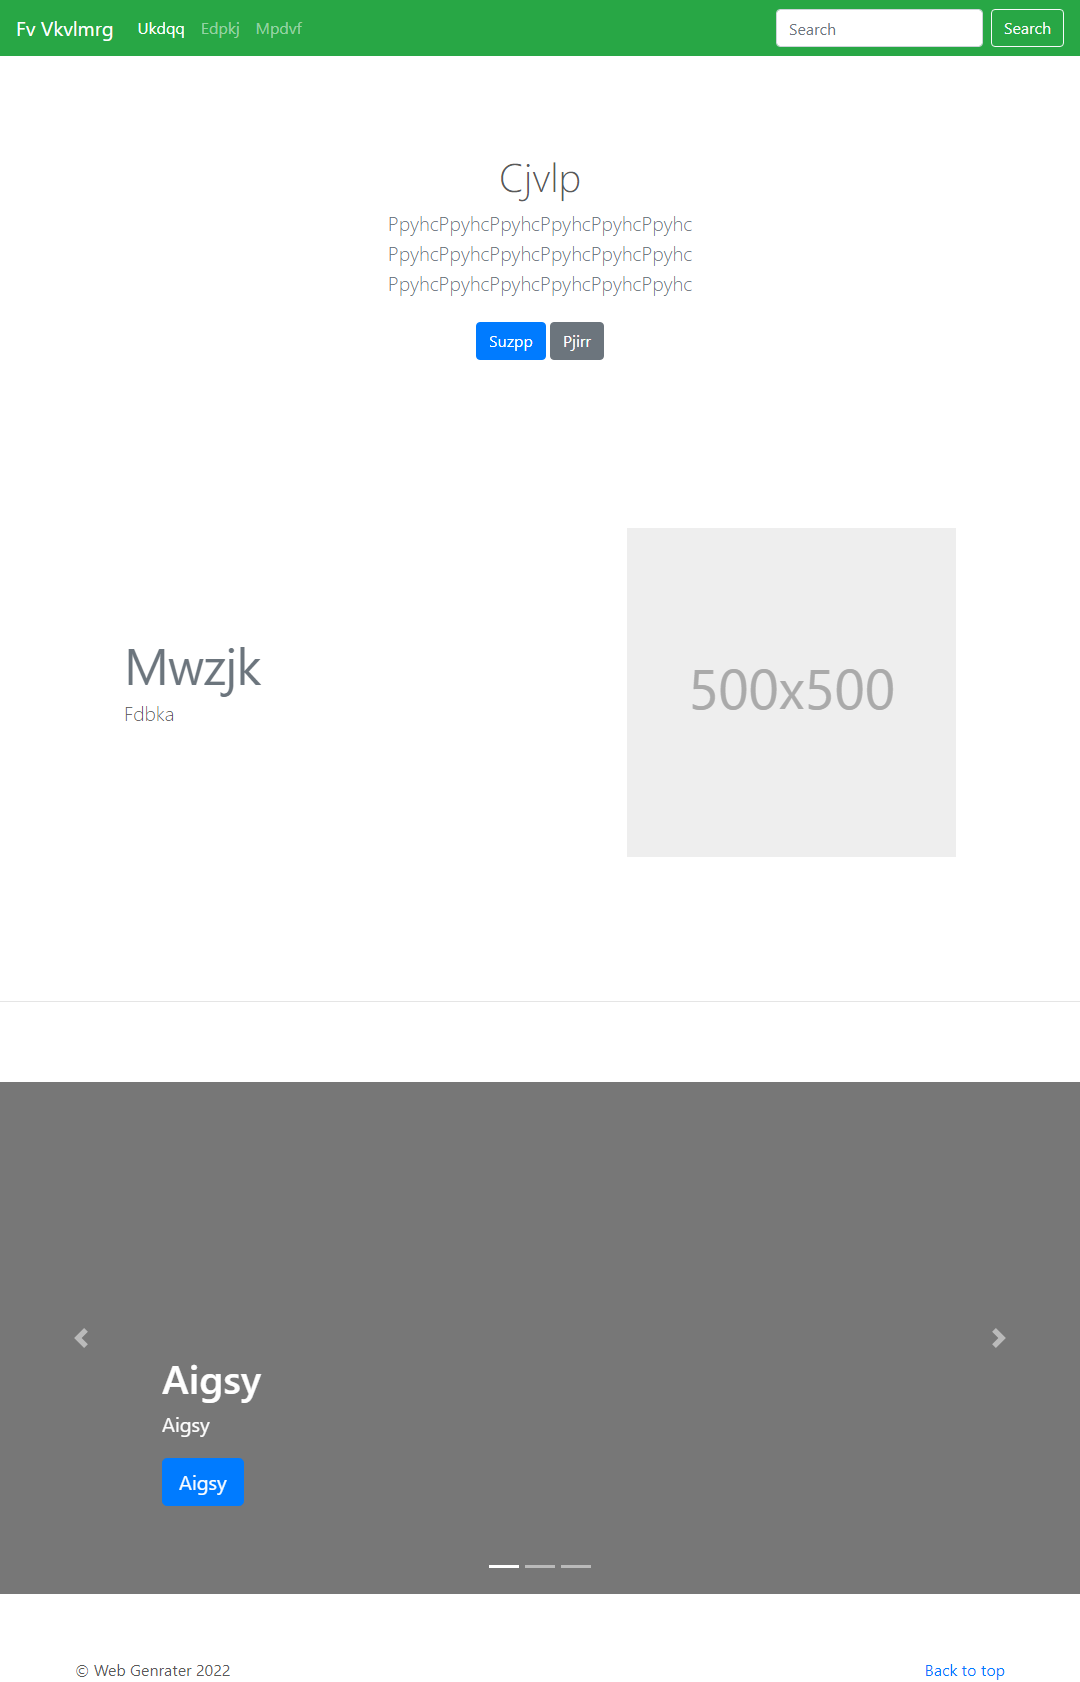 Fv Vkvlmrg Ukdqq Edpkj Mpdvf Search Search
Cjvlp
PpyhcPpyhcPpyhcPpyhcPpyhcPpyhc
PpyhcPpyhcPpyhcPpyhcPpyhcPpyhc
PpyhcPpyhcPpyhcPpyhcPpyhcPpyhc
Suzpp Pjirr
Mwzjk
Fdbka
500x500
Aigsy
Aigsy
Aigsy
© Web Genrater 2022 Back to top